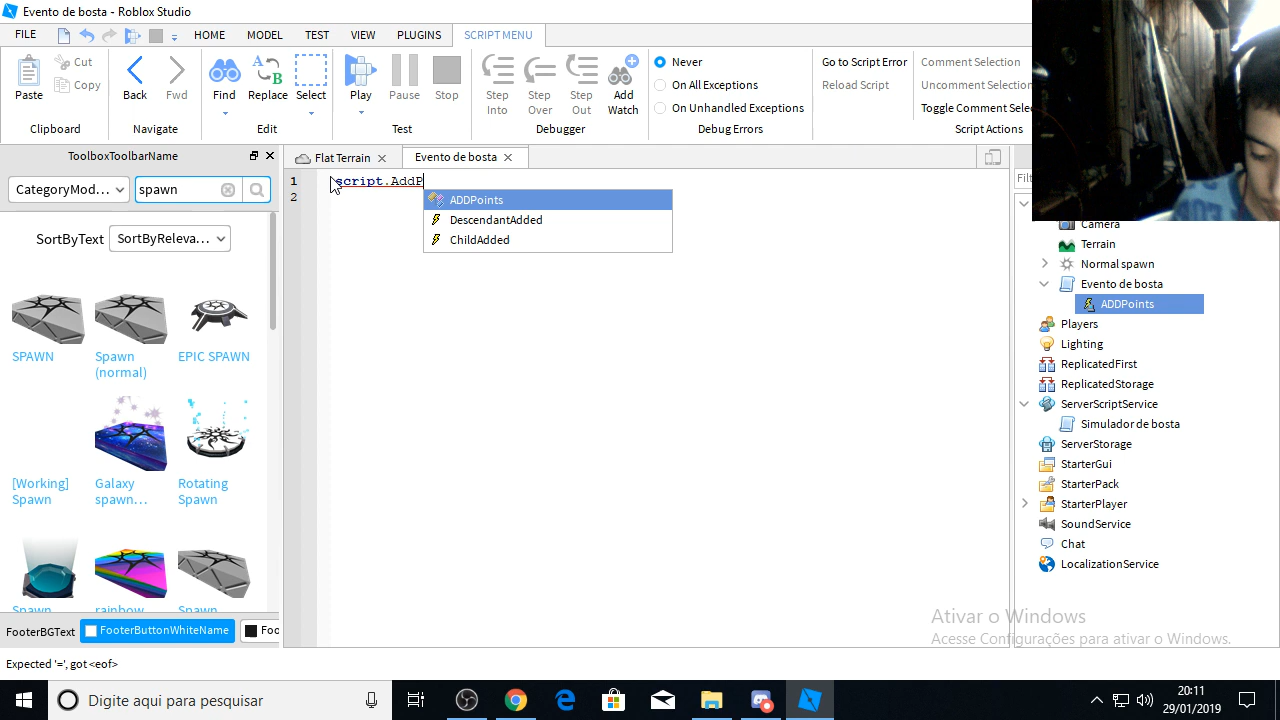 Evento de bosta - Roblox Studio
FILE HOME MODEL TEST VIEW PLUGINS SCRIPT MENU
Paste Cut Copy Back Fwd Find Replace Select Play Pause Stop Step Into Step Over Step Out Add Watch
Never
On All Exceptions
On Unhandled Exceptions
Go to Script Error
Reload Script
Comment Selection
Uncomment Selection
Toggle Comment Sele
Clipboard Navigate Edit Test Debugger Debug Errors Script Actions
ToolboxToolbarName
CategoryMod... spawn
SortByText SortByReleva...
SPAWN
Spawn (normal)
EPIC SPAWN
[Working] Spawn
Galaxy spawn...
Rotating Spawn
Spawn rainbow Spawn
FooterBGText FooterButtonWhiteName Foo
Flat Terrain Evento de bosta
1 script.AddP
2
ADDPoints
DescendantAdded
ChildAdded
Filt
Camera
Terrain
Normal spawn
Evento de bosta
ADDPoints
Players
Lighting
ReplicatedFirst
ReplicatedStorage
ServerScriptService
Simulador de bosta
ServerStorage
StarterGui
StarterPack
StarterPlayer
SoundService
Chat
LocalizationService
Ativar o Windows
Acesse Configurações para ativar o Windows.
Expected '=', got <eof>
Digite aqui para pesquisar
20:11
29/01/2019